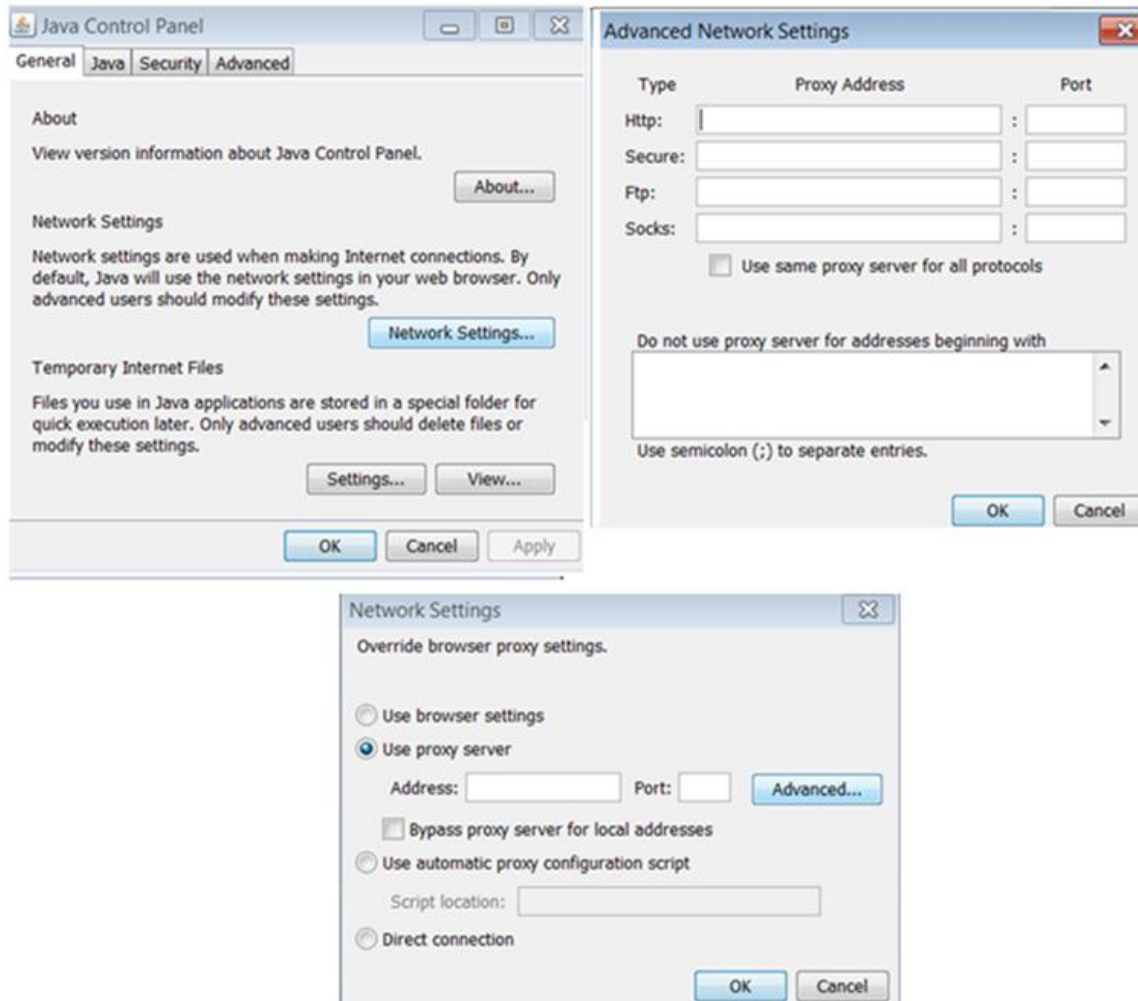 Java Control Panel
General Java Security Advanced
About
View version information about Java Control Panel.
About...
Network Settings
Network settings are used when making Internet connections. By
default, Java will use the network settings in your web browser. Only
advanced users should modify these settings.
Network Settings...
Temporary Internet Files
Files you use in Java applications are stored in a special folder for
quick execution later. Only advanced users should delete files or
modify these settings.
Settings... View...
OK Cancel Apply
Advanced Network Settings
Type Proxy Address Port
Http: :
Secure: :
Ftp: :
Socks: :
Use same proxy server for all protocols
Do not use proxy server for addresses beginning with
Use semicolon (;) to separate entries.
OK Cancel
Network Settings
Override browser proxy settings.
Use browser settings
Use proxy server
Address: Port: Advanced...
Bypass proxy server for local addresses
Use automatic proxy configuration script
Script location:
Direct connection
OK Cancel